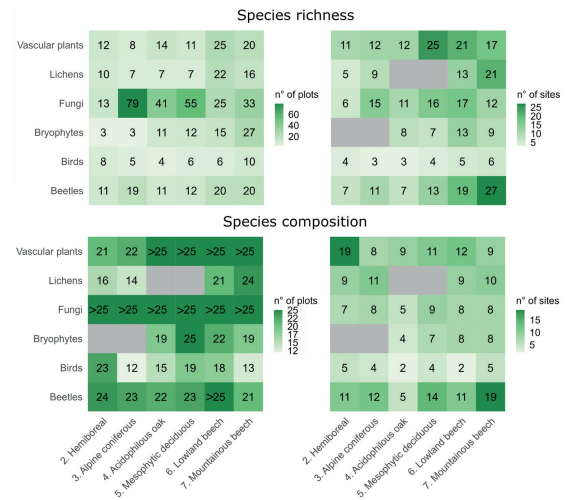 Species richness
Vascular plants 12 8 14 11 25 20 11 12 12 25 21 17
Lichens 10 7 7 7 22 16 5 9 13 21
Fungi 13 79 41 55 25 33 6 15 11 16 17 12
Bryophytes 3 3 11 12 15 27 8 7 13 9
Birds 8 5 4 6 6 10 4 3 3 4 5 6
Beetles 11 19 11 12 20 20 7 11 7 13 19 27
n° of plots
60
40
20
n° of sites
25
20
15
10
5
Species composition
Vascular plants 21 22 >25 >25 >25 >25 19 8 9 11 12 9
Lichens 16 14 21 24 9 11 9 10
Fungi >25 >25 >25 >25 >25 >25 7 8 5 9 8 8
Bryophytes 19 25 22 19 4 7 8 8
Birds 23 12 15 19 18 13 5 4 2 4 2 5
Beetles 24 23 22 23 >25 21 11 12 5 14 11 19
n° of plots
25
22
20
18
15
12
n° of sites
15
10
5
2. Hemiboreal
3. Alpine coniferous
4. Acidophilous oak
5. Mesophytic deciduous
6. Lowland beech
7. Mountainous beech
2. Hemiboreal
3. Alpine coniferous
4. Acidophilous oak
5. Mesophytic deciduous
6. Lowland beech
7. Mountainous beech